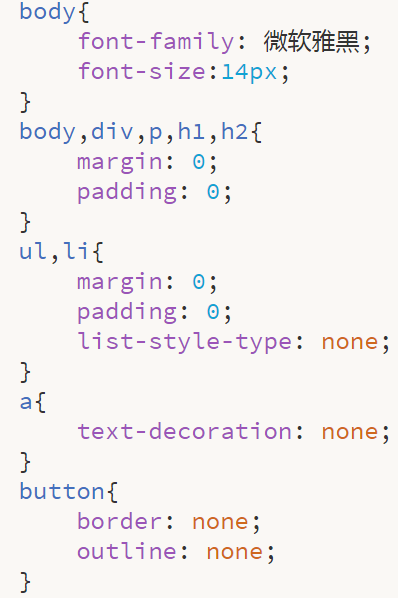 body{
    font-family: 微软雅黑;
    font-size:14px;
}
body,div,p,h1,h2{
    margin: 0;
    padding: 0;
}
ul,li{
    margin: 0;
    padding: 0;
    list-style-type: none;
}
a{
    text-decoration: none;
}
button{
    border: none;
    outline: none;
}